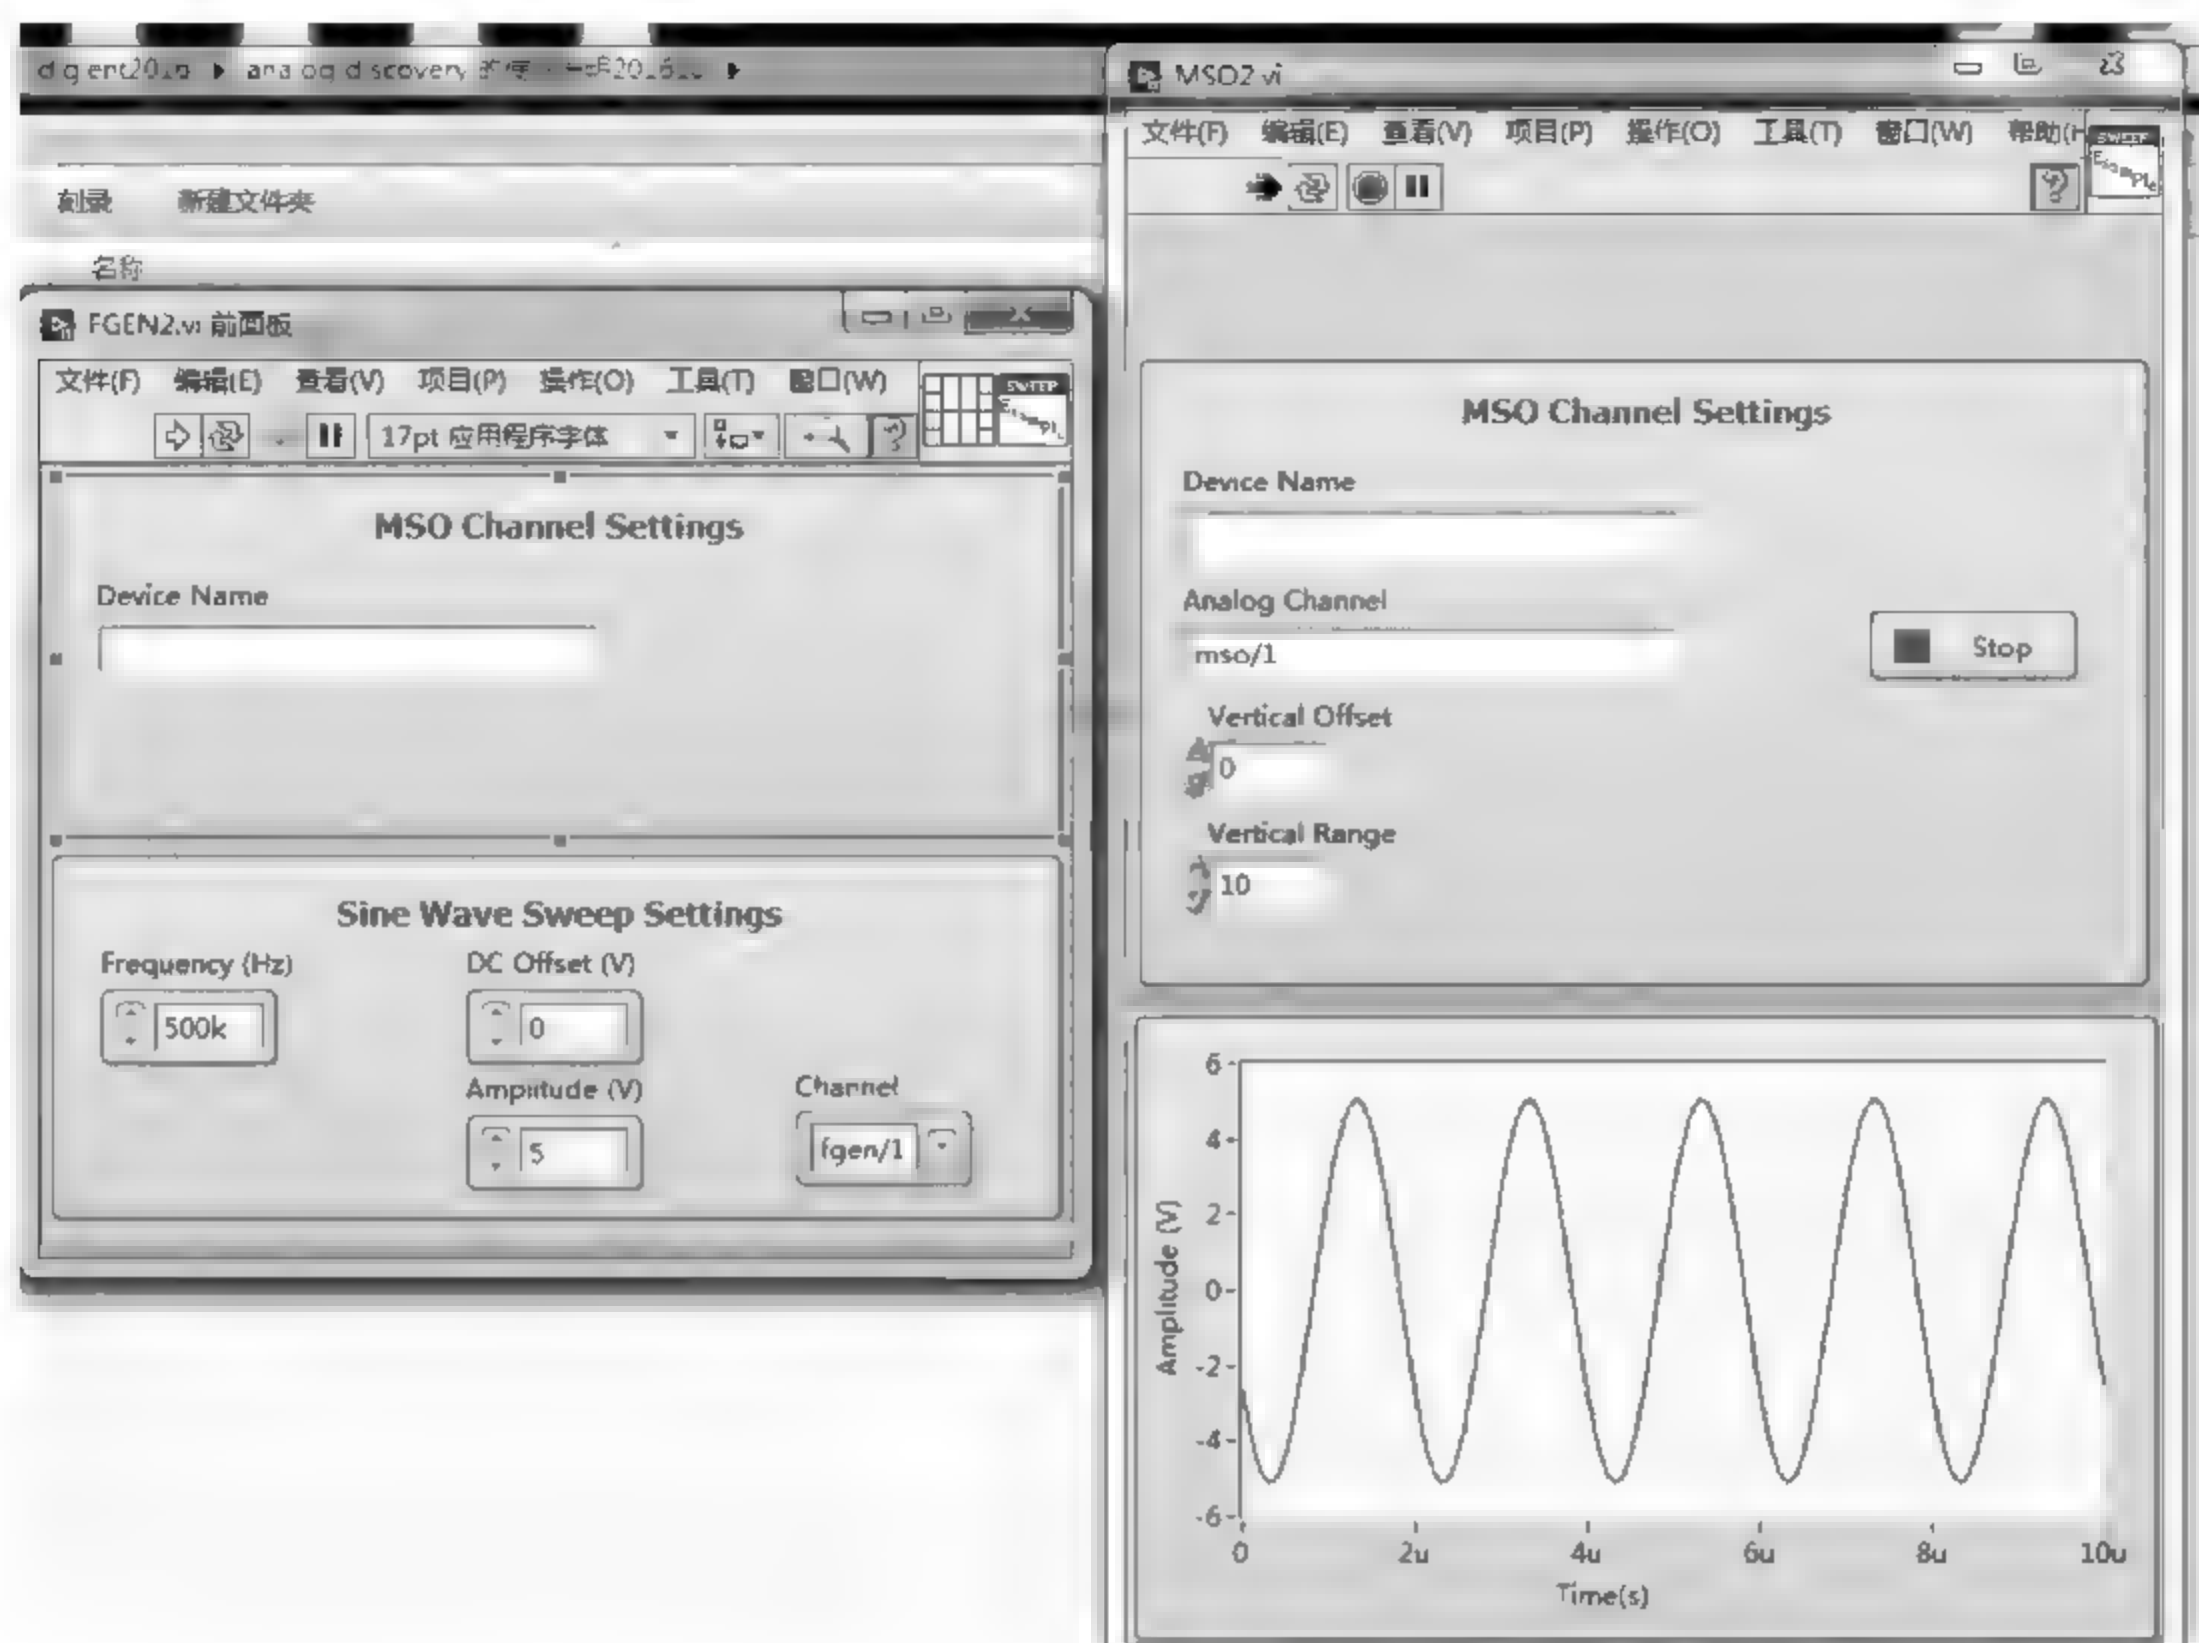 MSO2.vi
文件(F) 编辑(E) 查看(V) 项目(P) 操作(O) 工具(T) 窗口(W) 帮助(H
SWEEP
Example
刻录 新建文件夹
名称
FGEN2.vi 前面板
文件(F) 编辑(E) 查看(V) 项目(P) 操作(O) 工具(T) 窗口(W)
SWEEP
17pt 应用程序字体
MSO Channel Settings
Device Name
Sine Wave Sweep Settings
Frequency (Hz) DC Offset (V)
500k 0
Amplitude (V) Channel
5 fgen/1
MSO Channel Settings
Device Name
Analog Channel
mso/1 Stop
Vertical Offset
0
Vertical Range
10
6
4
2
0
-2
-4
-6
Amplitude (V)
0 2u 4u 6u 8u 10u
Time(s)